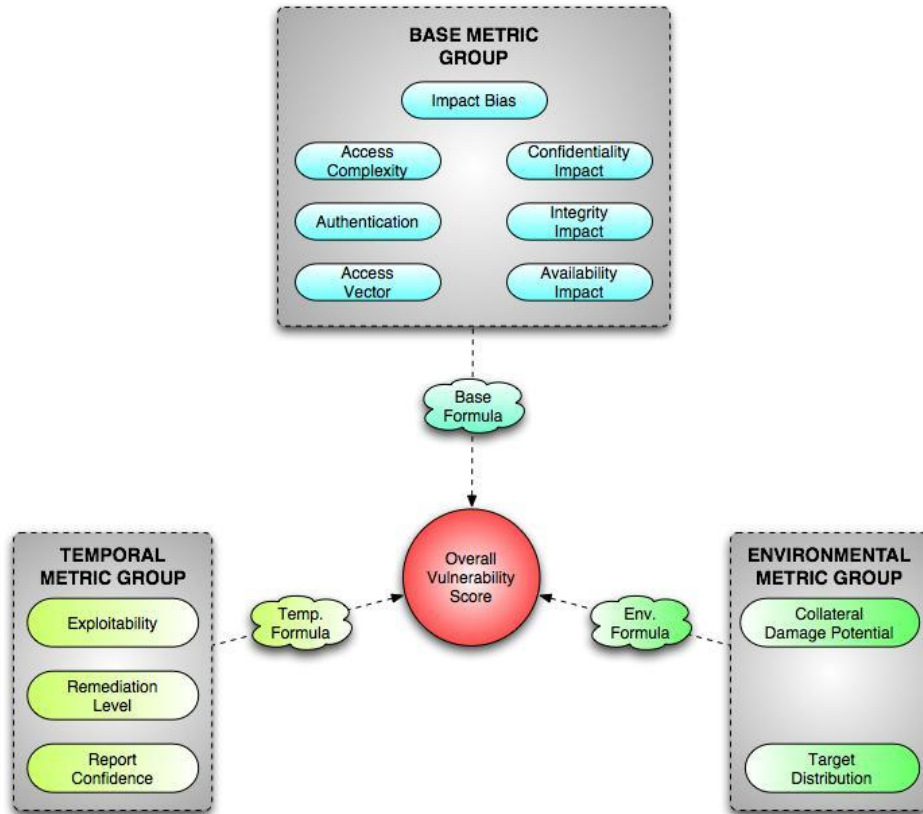 BASE METRIC
GROUP
Impact Bias
Access
Complexity
Confidentiality
Impact
Authentication
Integrity
Impact
Access
Vector
Availability
Impact
Base
Formula
Overall
Vulnerability
Score
TEMPORAL
METRIC GROUP
Exploitability
Remediation
Level
Report
Confidence
Temp.
Formula
Env.
Formula
ENVIRONMENTAL
METRIC GROUP
Collateral
Damage Potential
Target
Distribution